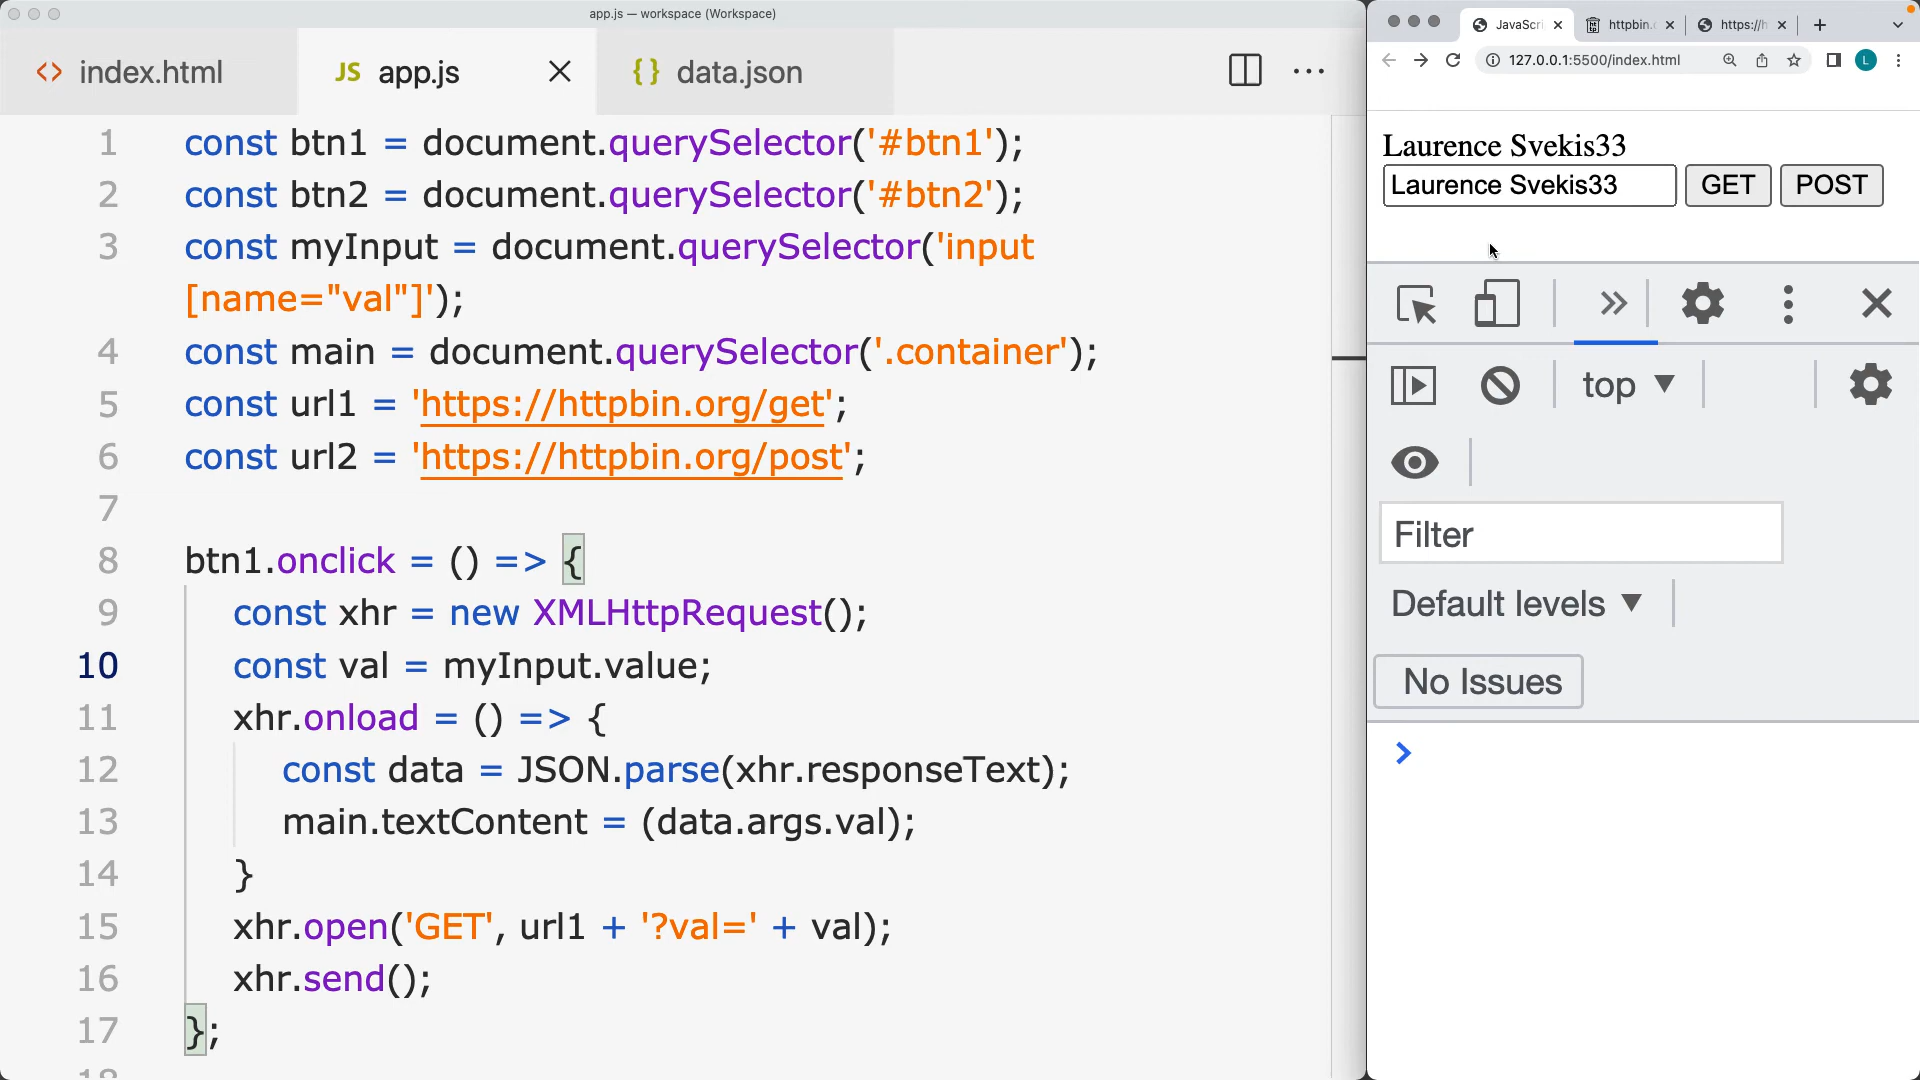 app.js — workspace (Workspace)
<> index.html
JS app.js
{} data.json
1 const btn1 = document.querySelector('#btn1');
2 const btn2 = document.querySelector('#btn2');
3 const myInput = document.querySelector('input
[name="val"]');
4 const main = document.querySelector('.container');
5 const url1 = 'https://httpbin.org/get';
6 const url2 = 'https://httpbin.org/post';
7
8 btn1.onclick = () => {
9 const xhr = new XMLHttpRequest();
10 const val = myInput.value;
11 xhr.onload = () => {
12 const data = JSON.parse(xhr.responseText);
13 main.textContent = (data.args.val);
14 }
15 xhr.open('GET', url1 + '?val=' + val);
16 xhr.send();
17 };
18
JavaScri
httpbin.
https://h
127.0.0.1:5500/index.html
L
Laurence Svekis33
Laurence Svekis33 GET POST
top
Filter
Default levels
No Issues